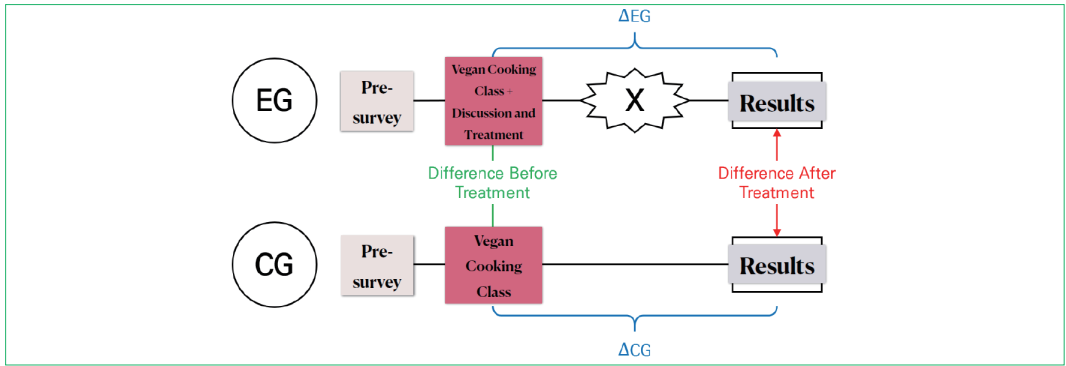 ΔEG
EG
Pre-
survey
Vegan Cooking
Class +
Discussion and
Treatment
X
Results
Difference Before
Treatment
Difference After
Treatment
CG
Pre-
survey
Vegan
Cooking
Class
Results
ΔCG